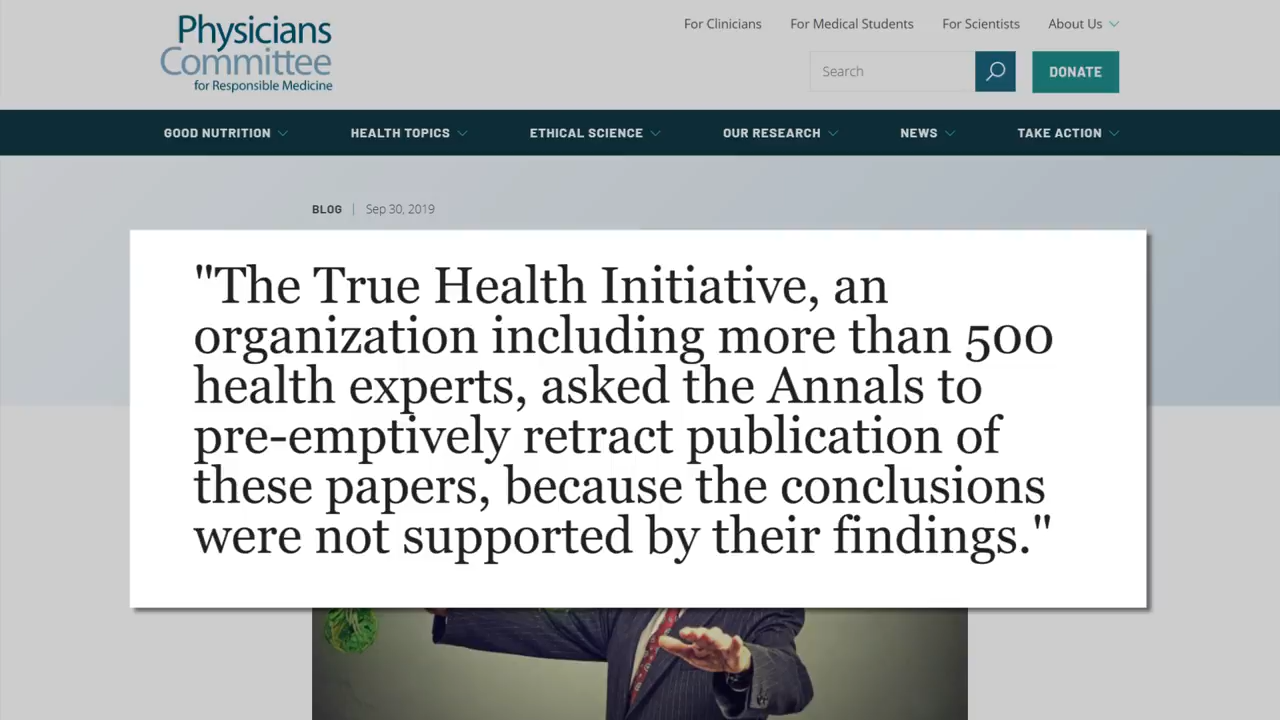 Physicians
Committee
for Responsible Medicine
For Clinicians For Medical Students For Scientists About Us
Search
DONATE
GOOD NUTRITION HEALTH TOPICS ETHICAL SCIENCE OUR RESEARCH NEWS TAKE ACTION
BLOG | Sep 30, 2019
"The True Health Initiative, an
organization including more than 500
health experts, asked the Annals to
pre-emptively retract publication of
these papers, because the conclusions
were not supported by their findings."